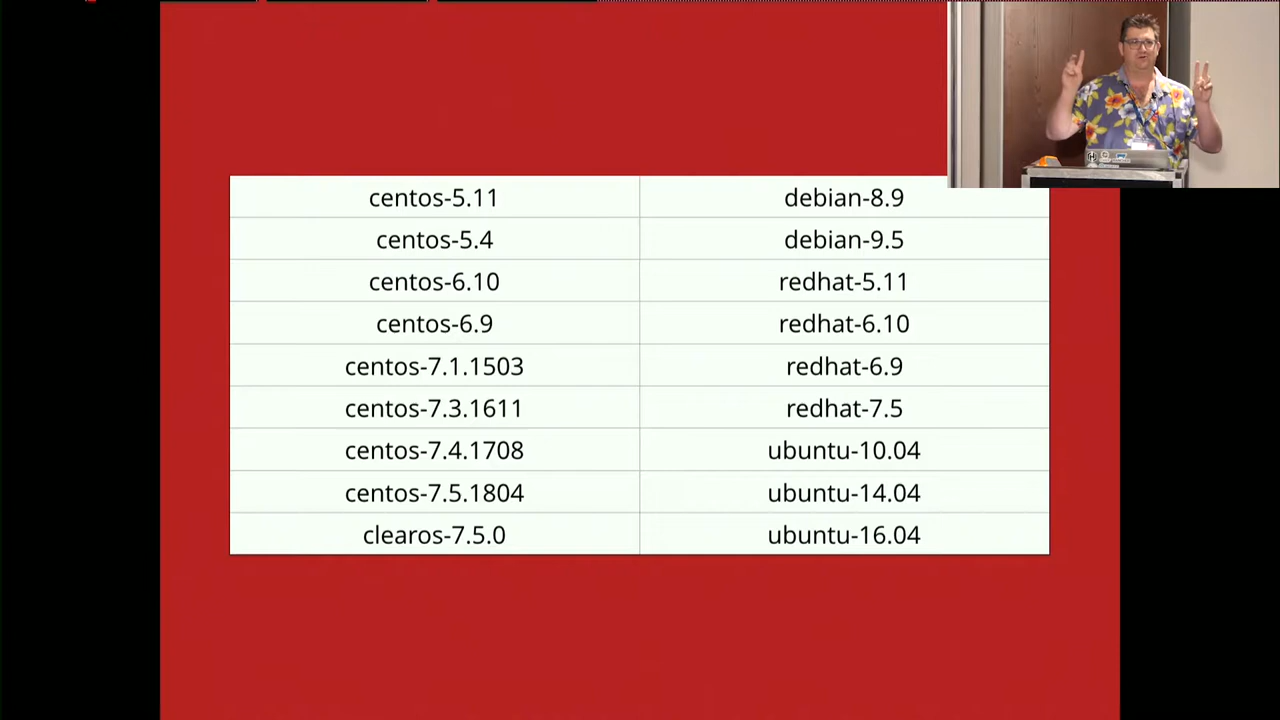 centos-5.11 debian-8.9
centos-5.4 debian-9.5
centos-6.10 redhat-5.11
centos-6.9 redhat-6.10
centos-7.1.1503 redhat-6.9
centos-7.3.1611 redhat-7.5
centos-7.4.1708 ubuntu-10.04
centos-7.5.1804 ubuntu-14.04
clearos-7.5.0 ubuntu-16.04